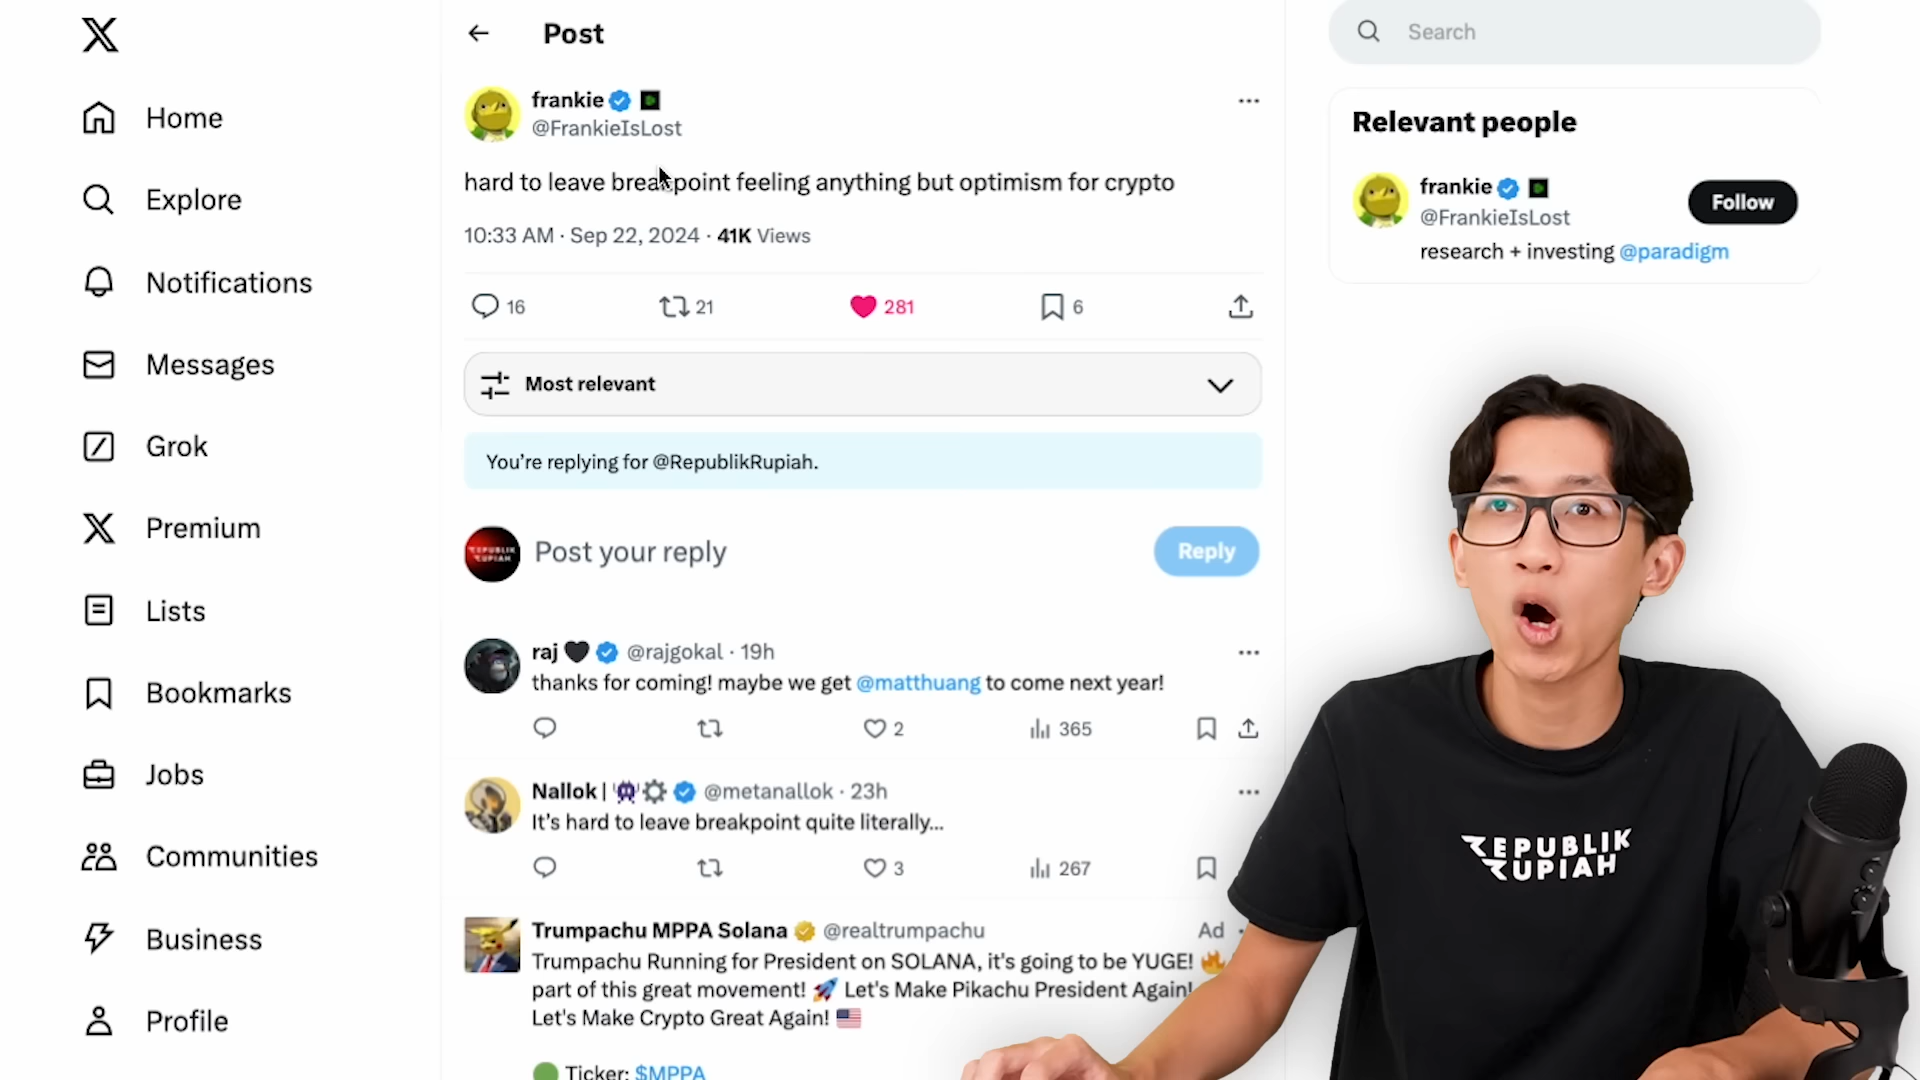 Post
Search
Home
Explore
Notifications
Messages
Grok
Premium
Lists
Bookmarks
Jobs
Communities
Business
Profile
frankie
@FrankieIsLost
hard to leave breakpoint feeling anything but optimism for crypto
10:33 AM · Sep 22, 2024 · 41K Views
16 21 281 6
Most relevant
You're replying for @RepublikRupiah.
REPUBLIK
RUPIAH
Post your reply
Reply
raj 🖤 @rajgokal · 19h
thanks for coming! maybe we get @matthuang to come next year!
2 365
Nallok | 👾⚙️ @metanallok · 23h
It's hard to leave breakpoint quite literally...
3 267
Trumpachu MPPA Solana @realtrumpachu Ad
Trumpachu Running for President on SOLANA, it's going to be YUGE! 🔥
part of this great movement! 🚀 Let's Make Pikachu President Again!
Let's Make Crypto Great Again! 🇺🇸
🟢 Ticker: $MPPA
Relevant people
frankie
@FrankieIsLost
Follow
research + investing @paradigm
REPUBLIK
RUPIAH